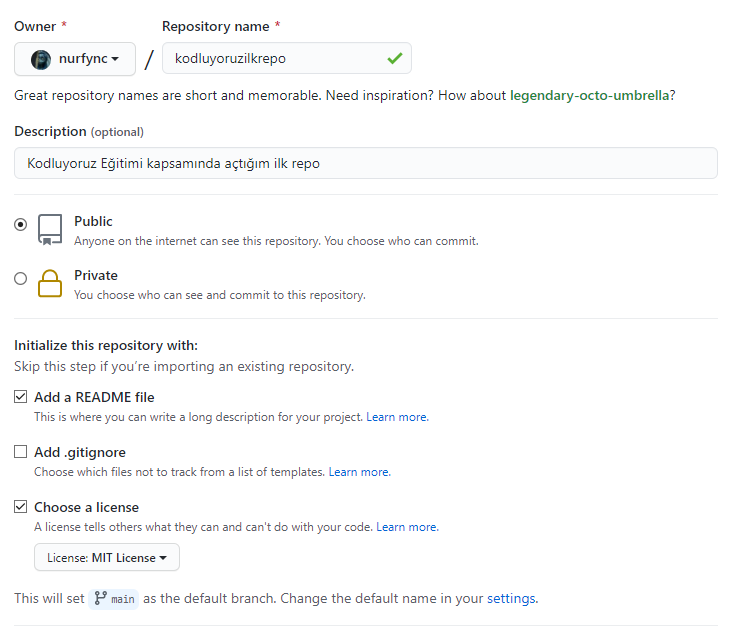 Owner * Repository name *
nurfync / kodluyoruzilkrepo
Great repository names are short and memorable. Need inspiration? How about legendary-octo-umbrella?
Description (optional)
Kodluyoruz Eğitimi kapsamında açtığım ilk repo
Public
Anyone on the internet can see this repository. You choose who can commit.
Private
You choose who can see and commit to this repository.
Initialize this repository with:
Skip this step if you're importing an existing repository.
Add a README file
This is where you can write a long description for your project. Learn more.
Add .gitignore
Choose which files not to track from a list of templates. Learn more.
Choose a license
A license tells others what they can and can't do with your code. Learn more.
License: MIT License
This will set main as the default branch. Change the default name in your settings.